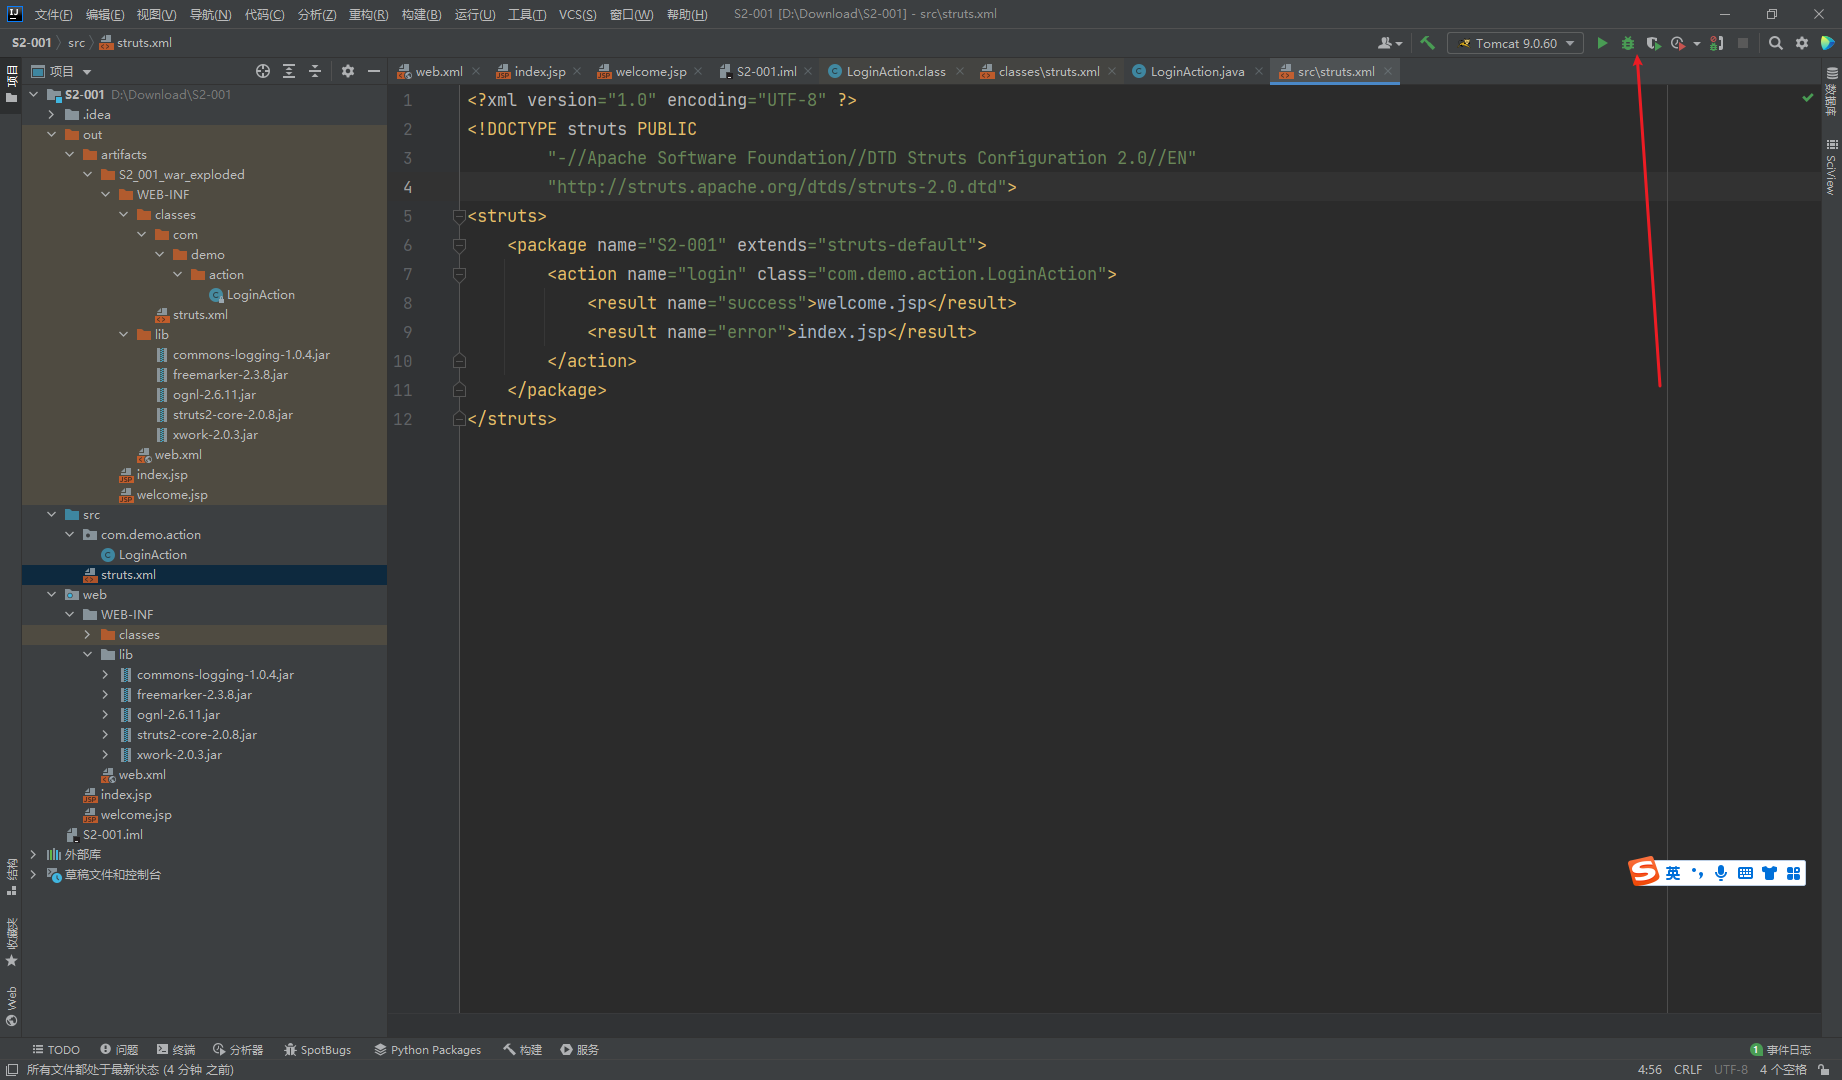 文件(F) 编辑(E) 视图(V) 导航(N) 代码(C) 分析(Z) 重构(R) 构建(B) 运行(U) 工具(T) VCS(S) 窗口(W) 帮助(H) S2-001 [D:\Download\S2-001] - src\struts.xml
S2-001 src struts.xml Tomcat 9.0.60
项目 web.xml index.jsp welcome.jsp S2-001.iml LoginAction.class classes\struts.xml LoginAction.java src\struts.xml
项目
S2-001 D:\Download\S2-001
.idea
out
artifacts
S2_001_war_exploded
WEB-INF
classes
com
demo
action
LoginAction
struts.xml
lib
commons-logging-1.0.4.jar
freemarker-2.3.8.jar
ognl-2.6.11.jar
struts2-core-2.0.8.jar
xwork-2.0.3.jar
web.xml
index.jsp
welcome.jsp
src
com.demo.action
LoginAction
struts.xml
web
WEB-INF
classes
lib
commons-logging-1.0.4.jar
freemarker-2.3.8.jar
ognl-2.6.11.jar
struts2-core-2.0.8.jar
xwork-2.0.3.jar
web.xml
index.jsp
welcome.jsp
S2-001.iml
外部库
草稿文件和控制台
结构
收藏夹
Web
1 <?xml version="1.0" encoding="UTF-8" ?>
2 <!DOCTYPE struts PUBLIC
3 "-//Apache Software Foundation//DTD Struts Configuration 2.0//EN"
4 "http://struts.apache.org/dtds/struts-2.0.dtd">
5 <struts>
6 <package name="S2-001" extends="struts-default">
7 <action name="login" class="com.demo.action.LoginAction">
8 <result name="success">welcome.jsp</result>
9 <result name="error">index.jsp</result>
10 </action>
11 </package>
12 </struts>
数据库
SciView
英
TODO 问题 终端 分析器 SpotBugs Python Packages 构建 服务 1 事件日志
所有文件都处于最新状态 (4 分钟 之前) 4:56 CRLF UTF-8 4 个空格